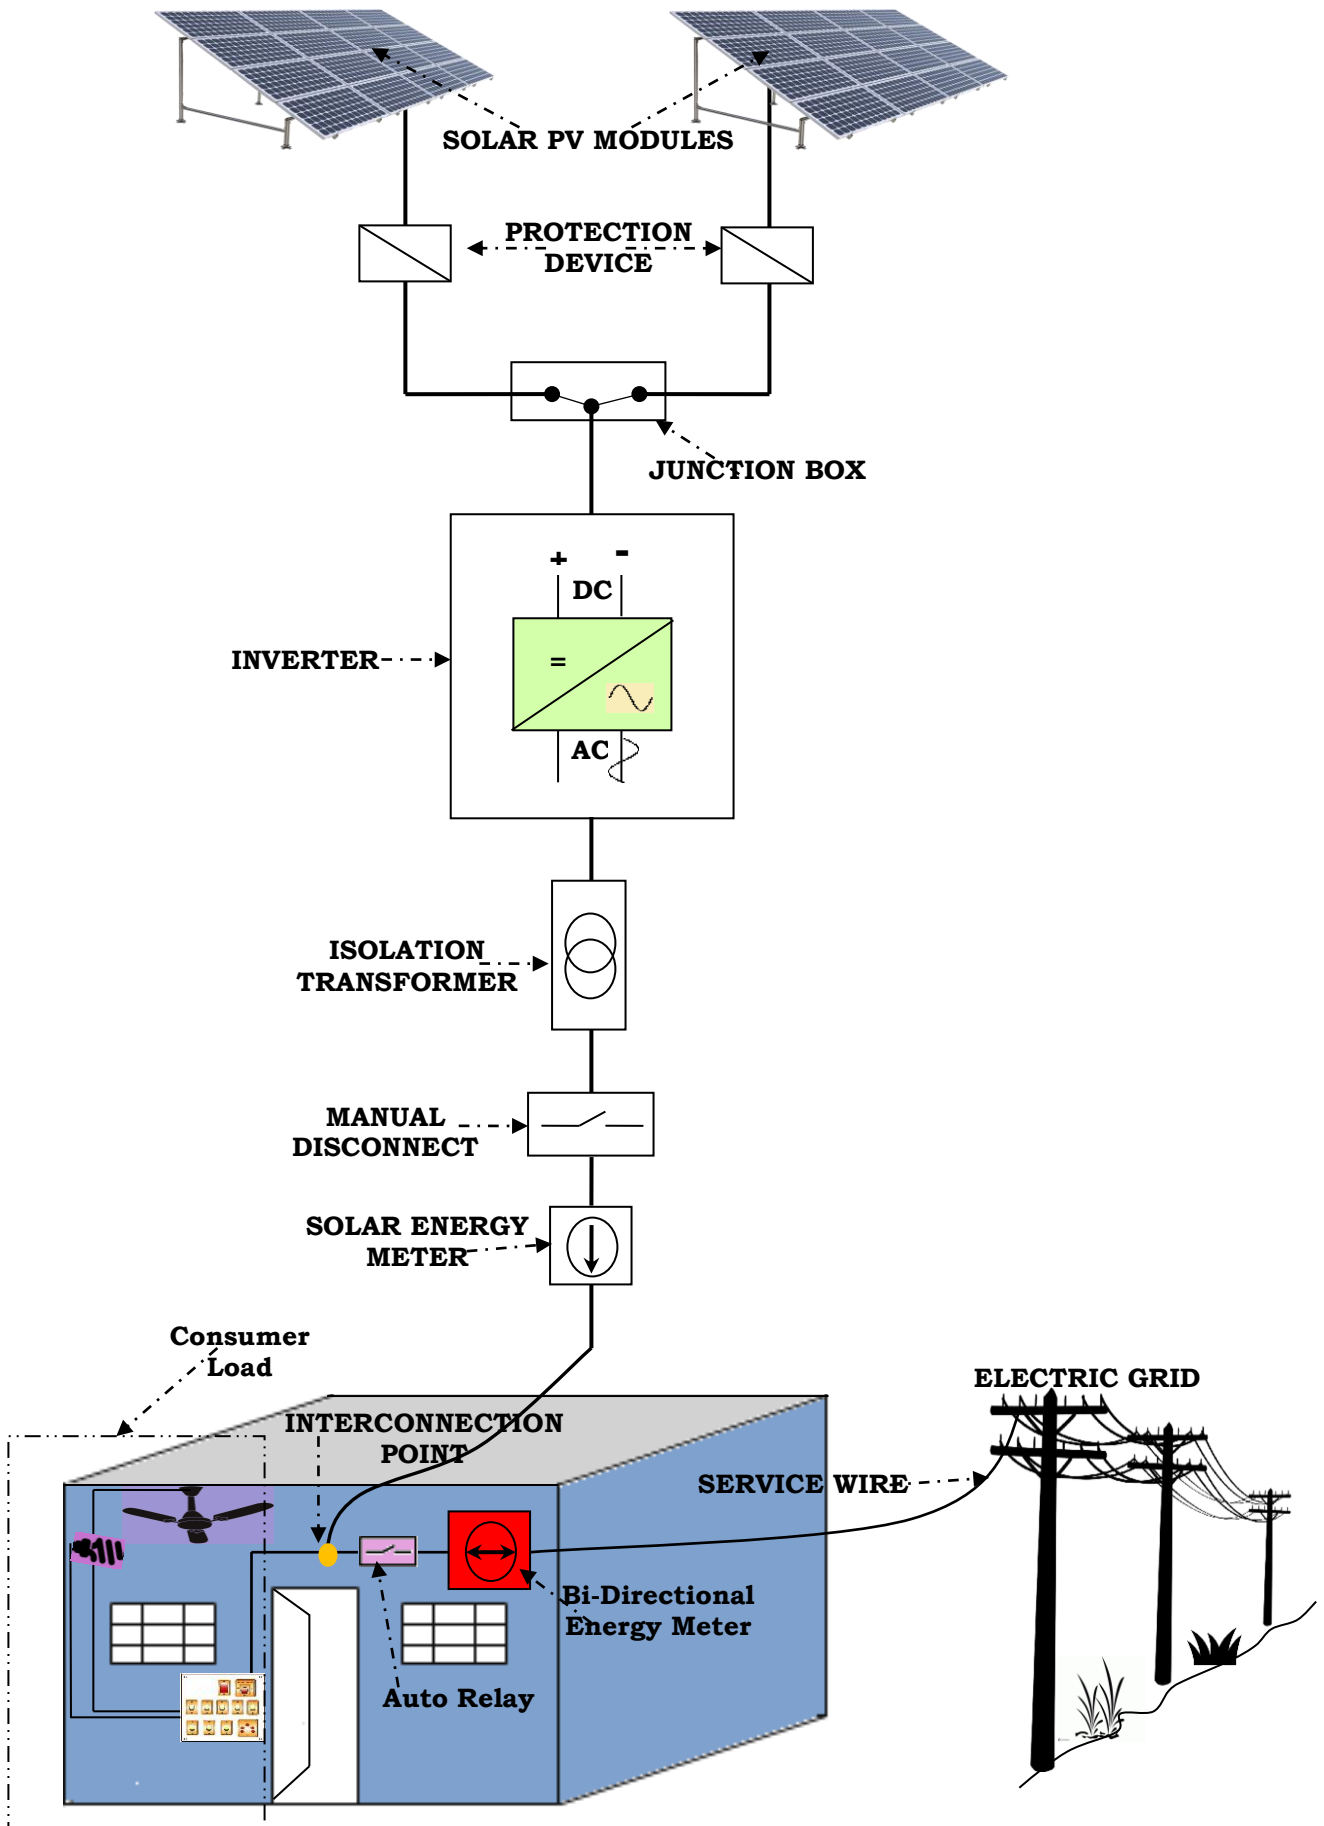 SOLAR PV MODULES
PROTECTION
DEVICE
JUNCTION BOX
+ -
DC
INVERTER
=
AC
ISOLATION
TRANSFORMER
MANUAL
DISCONNECT
SOLAR ENERGY
METER
Consumer
Load
ELECTRIC GRID
INTERCONNECTION
POINT
SERVICE WIRE
Bi-Directional
Energy Meter
Auto Relay